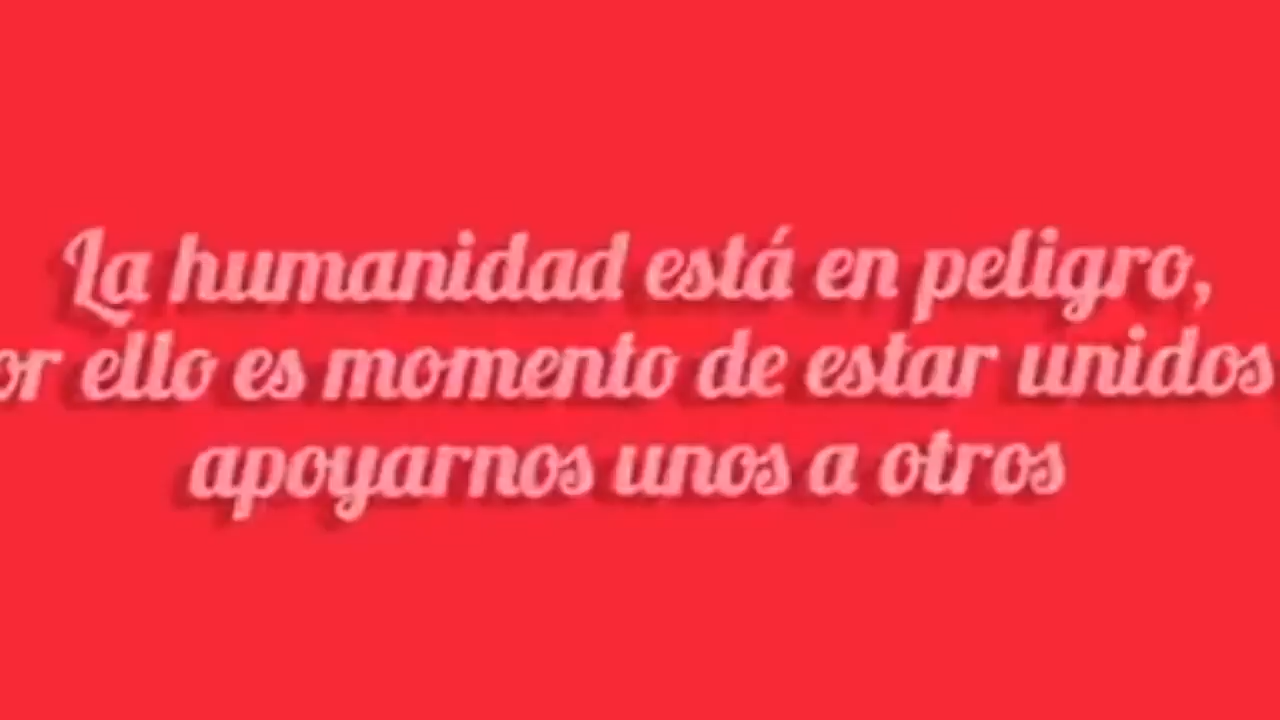 La humanidad está en peligro,
or ello es momento de estar unidos
apoyarnos unos a otros